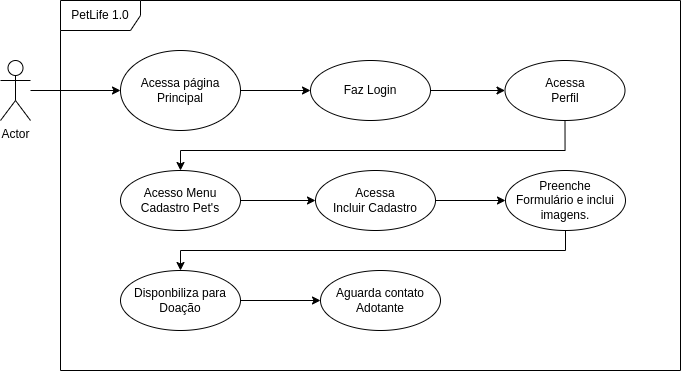 PetLife 1.0
Actor
Acessa página
Principal
Faz Login
Acessa
Perfil
Acesso Menu
Cadastro Pet's
Acessa
Incluir Cadastro
Preenche
Formulário e inclui
imagens.
Disponbiliza para
Doação
Aguarda contato
Adotante